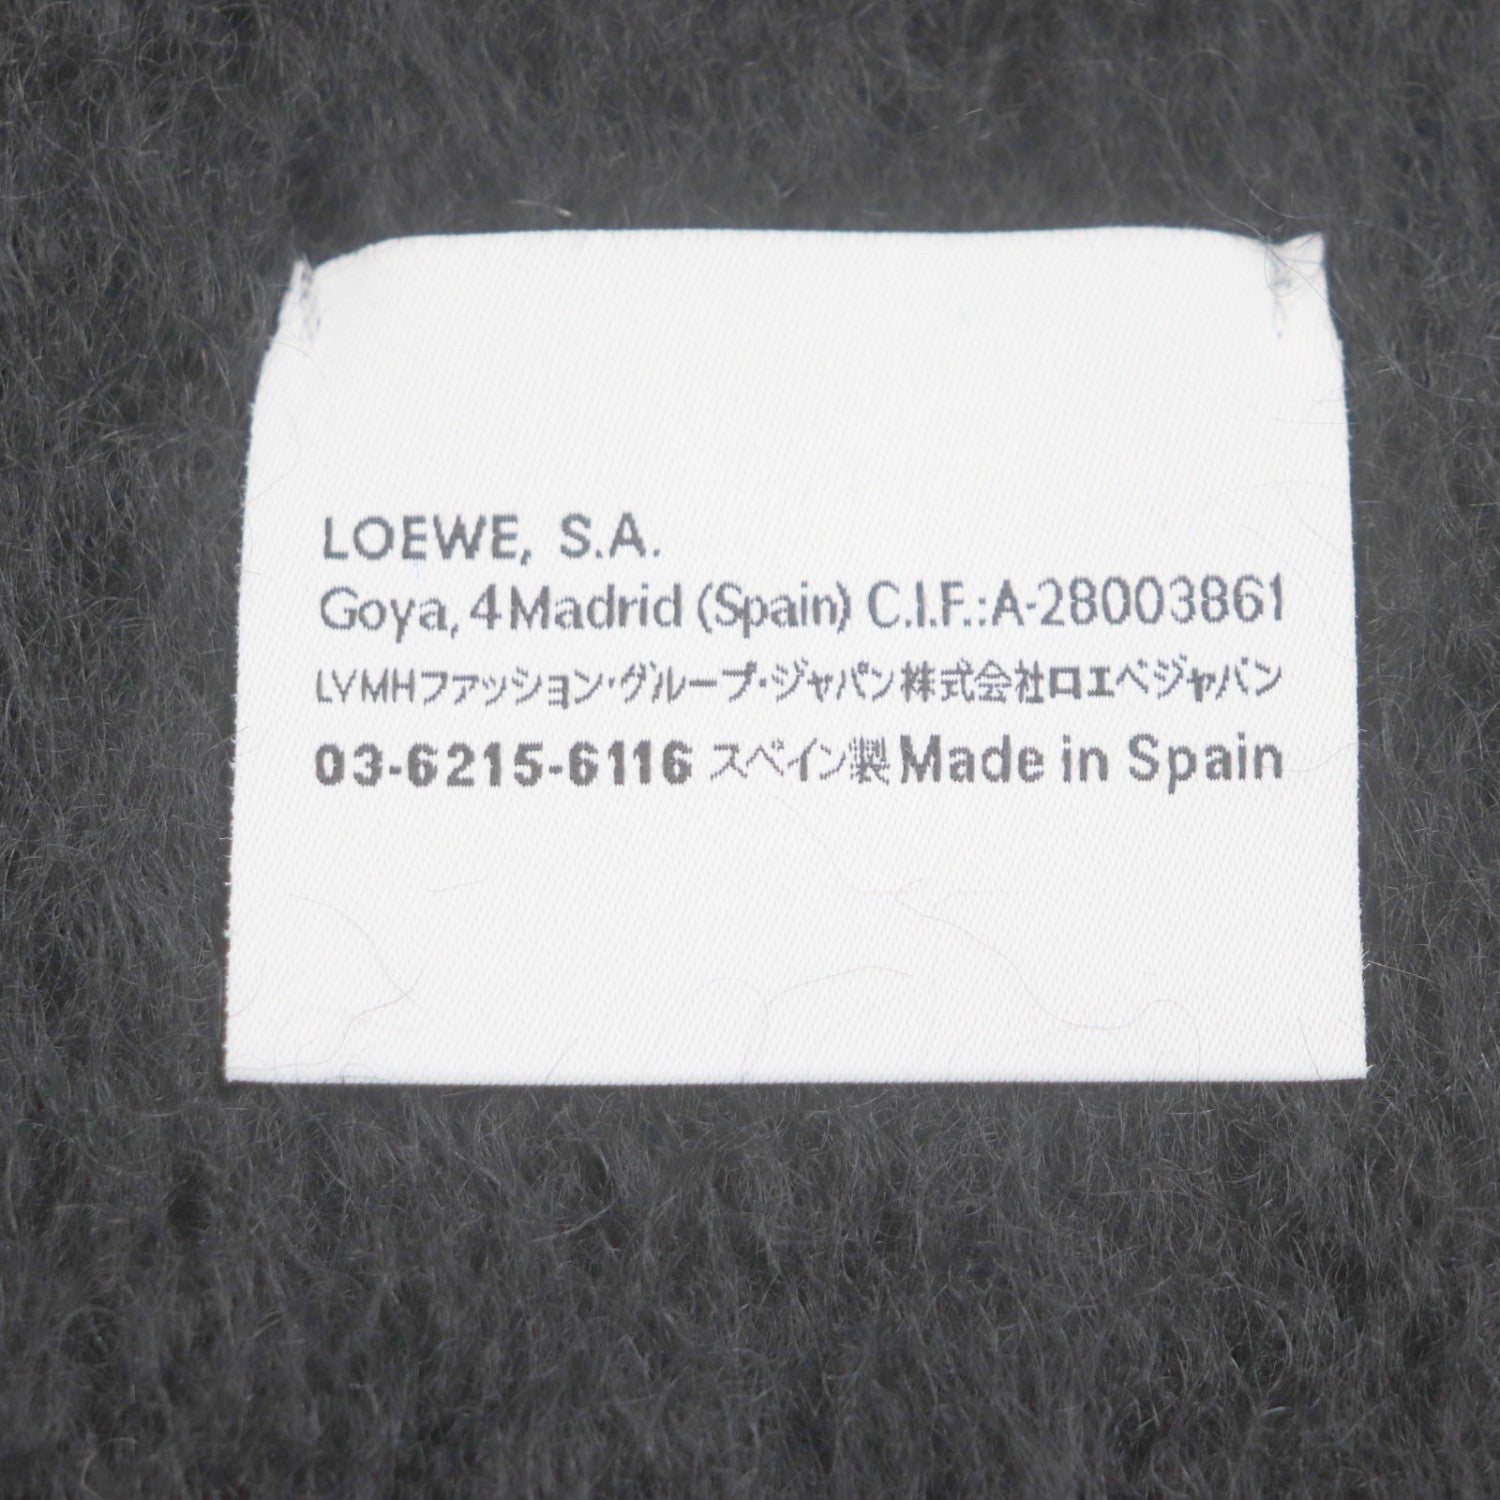 LOEWE, S.A.
Goya, 4 Madrid (Spain) C.I.F.:A-28003861
LVMHファッション・グループ・ジャパン株式会社ロエベジャパン
03-6215-6116 スペイン製 Made in Spain